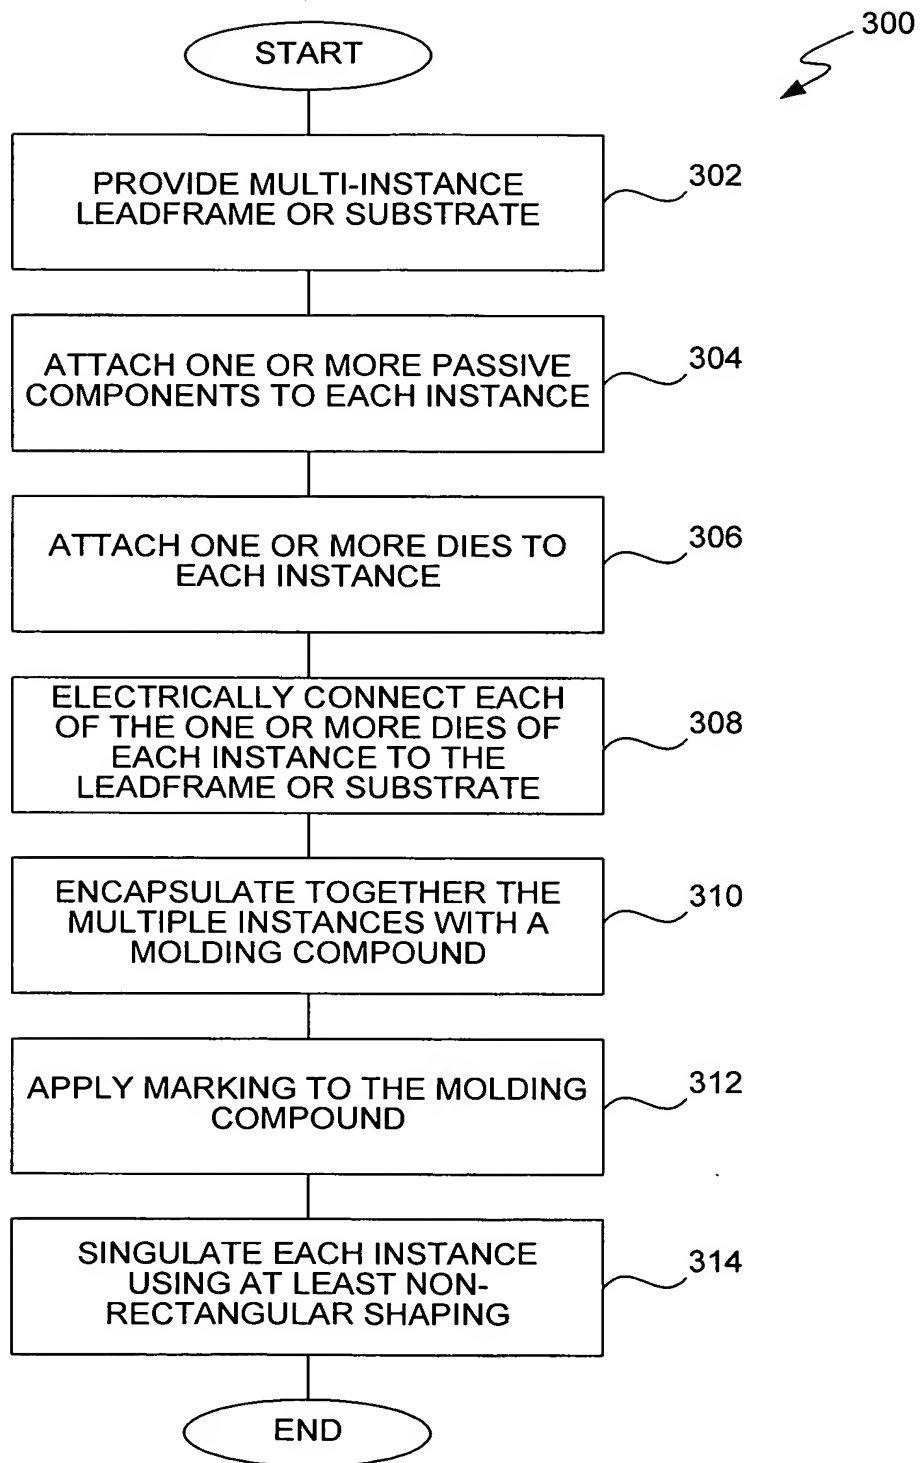 300
START
PROVIDE MULTI-INSTANCE
LEADFRAME OR SUBSTRATE
302
ATTACH ONE OR MORE PASSIVE
COMPONENTS TO EACH INSTANCE
304
ATTACH ONE OR MORE DIES TO
EACH INSTANCE
306
ELECTRICALLY CONNECT EACH
OF THE ONE OR MORE DIES OF
EACH INSTANCE TO THE
LEADFRAME OR SUBSTRATE
308
ENCAPSULATE TOGETHER THE
MULTIPLE INSTANCES WITH A
MOLDING COMPOUND
310
APPLY MARKING TO THE MOLDING
COMPOUND
312
SINGULATE EACH INSTANCE
USING AT LEAST NON-
RECTANGULAR SHAPING
314
END